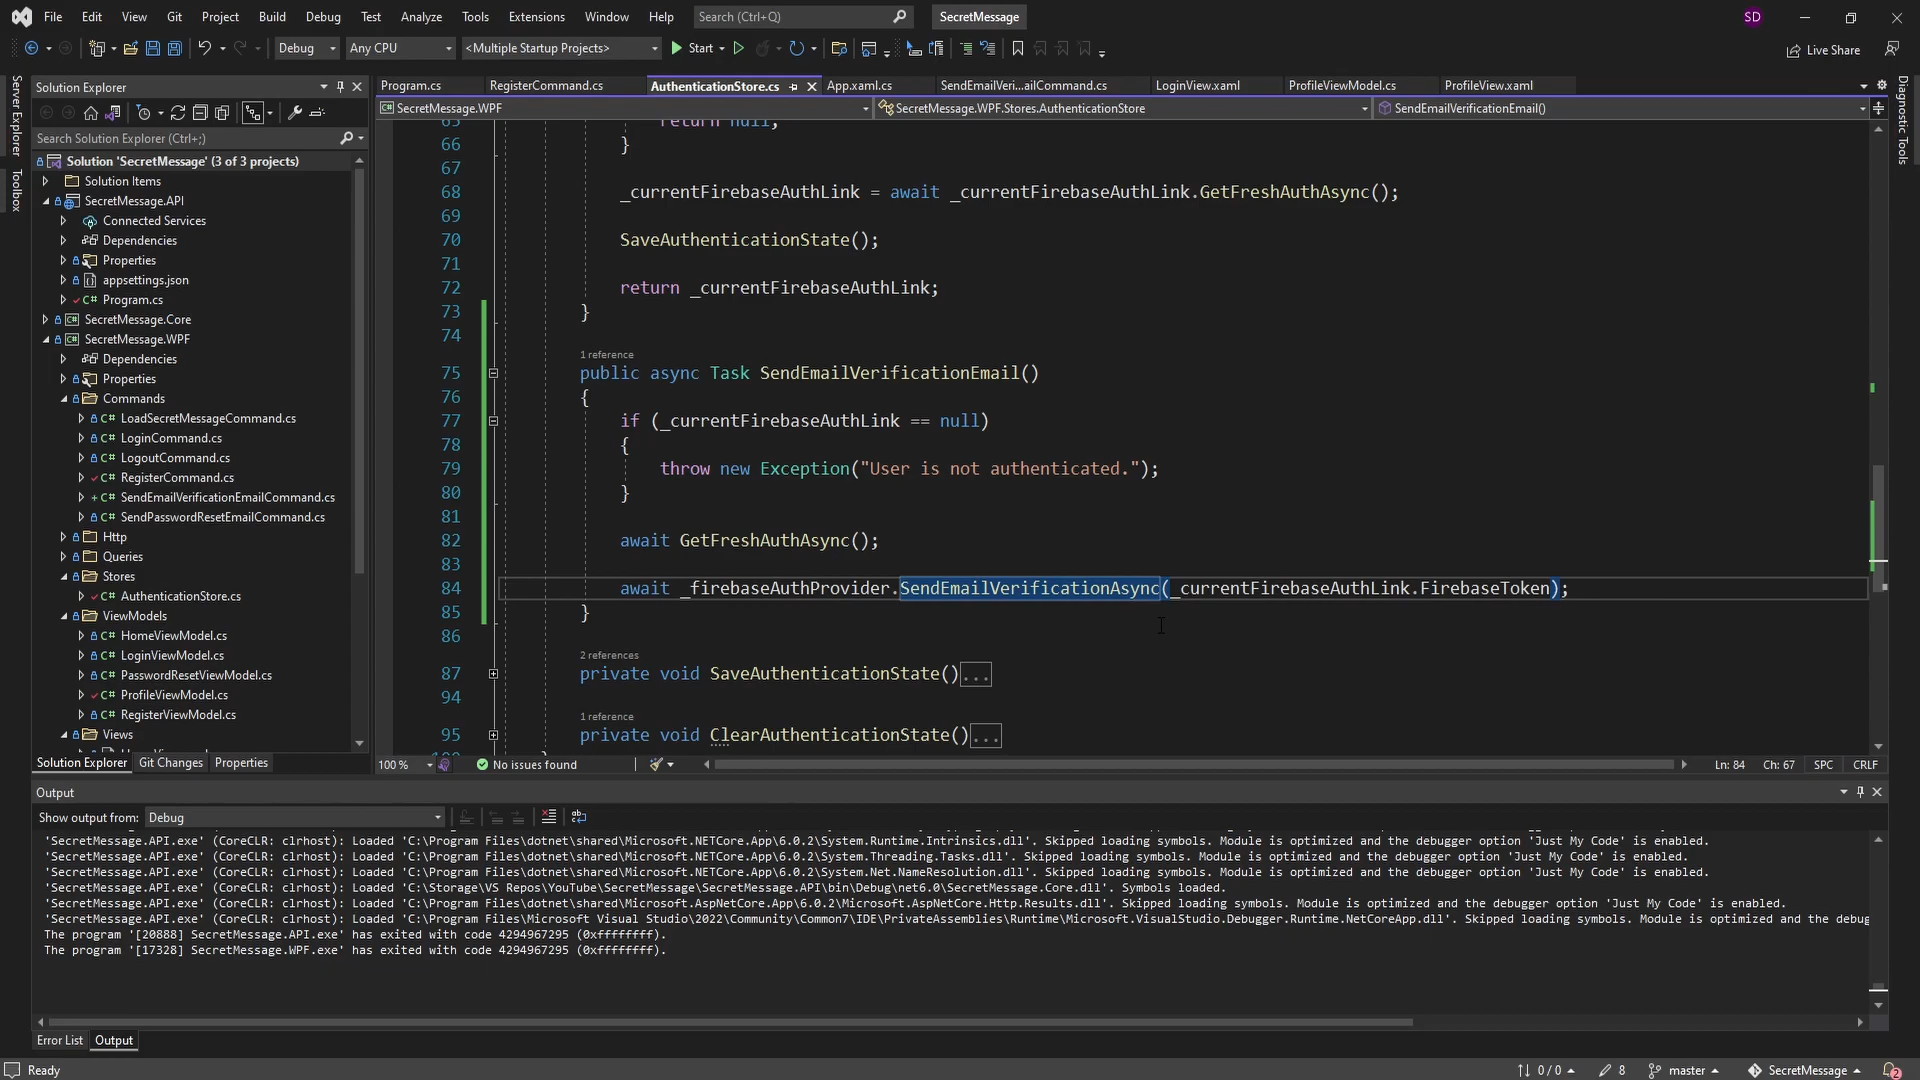 File Edit View Git Project Build Debug Test Analyze Tools Extensions Window Help Search (Ctrl+Q) SecretMessage SD
Debug Any CPU <Multiple Startup Projects> Start Live Share
Server Explorer
Toolbox
Solution Explorer
Search Solution Explorer (Ctrl+;)
Solution 'SecretMessage' (3 of 3 projects)
Solution Items
SecretMessage.API
Connected Services
Dependencies
Properties
appsettings.json
C# Program.cs
C# SecretMessage.Core
C# SecretMessage.WPF
Dependencies
Properties
Commands
C# LoadSecretMessageCommand.cs
C# LoginCommand.cs
C# LogoutCommand.cs
C# RegisterCommand.cs
C# SendEmailVerificationEmailCommand.cs
C# SendPasswordResetEmailCommand.cs
Http
Queries
Stores
C# AuthenticationStore.cs
ViewModels
C# HomeViewModel.cs
C# LoginViewModel.cs
C# PasswordResetViewModel.cs
C# ProfileViewModel.cs
C# RegisterViewModel.cs
Views
Solution Explorer Git Changes Properties
Program.cs RegisterCommand.cs AuthenticationStore.cs App.xaml.cs SendEmailVeri...ailCommand.cs LoginView.xaml ProfileViewModel.cs ProfileView.xaml
C# SecretMessage.WPF SecretMessage.WPF.Stores.AuthenticationStore SendEmailVerificationEmail()
65 return null;
66 }
67
68 _currentFirebaseAuthLink = await _currentFirebaseAuthLink.GetFreshAuthAsync();
69
70 SaveAuthenticationState();
71
72 return _currentFirebaseAuthLink;
73 }
74
1 reference
75 public async Task SendEmailVerificationEmail()
76 {
77 if (_currentFirebaseAuthLink == null)
78 {
79 throw new Exception("User is not authenticated.");
80 }
81
82 await GetFreshAuthAsync();
83
84 await _firebaseAuthProvider.SendEmailVerificationAsync(_currentFirebaseAuthLink.FirebaseToken);
85 }
86
2 references
87 private void SaveAuthenticationState()...
94
1 reference
95 private void ClearAuthenticationState()...
100 % No issues found Ln: 84 Ch: 67 SPC CRLF
Diagnostic Tools
Output
Show output from: Debug
'SecretMessage.API.exe' (CoreCLR: clrhost): Loaded 'C:\Program Files\dotnet\shared\Microsoft.NETCore.App\6.0.2\System.Runtime.Intrinsics.dll'. Skipped loading symbols. Module is optimized and the debugger option 'Just My Code' is enabled.
'SecretMessage.API.exe' (CoreCLR: clrhost): Loaded 'C:\Program Files\dotnet\shared\Microsoft.NETCore.App\6.0.2\System.Threading.Tasks.dll'. Skipped loading symbols. Module is optimized and the debugger option 'Just My Code' is enabled.
'SecretMessage.API.exe' (CoreCLR: clrhost): Loaded 'C:\Program Files\dotnet\shared\Microsoft.NETCore.App\6.0.2\System.Net.NameResolution.dll'. Skipped loading symbols. Module is optimized and the debugger option 'Just My Code' is enabled.
'SecretMessage.API.exe' (CoreCLR: clrhost): Loaded 'C:\Storage\VS Repos\YouTube\SecretMessage\SecretMessage.API\bin\Debug\net6.0\SecretMessage.Core.dll'. Symbols loaded.
'SecretMessage.API.exe' (CoreCLR: clrhost): Loaded 'C:\Program Files\dotnet\shared\Microsoft.AspNetCore.App\6.0.2\Microsoft.AspNetCore.Http.Results.dll'. Skipped loading symbols. Module is optimized and the debugger option 'Just My Code' is enabled.
'SecretMessage.API.exe' (CoreCLR: clrhost): Loaded 'C:\Program Files\Microsoft Visual Studio\2022\Community\Common7\IDE\PrivateAssemblies\Runtime\Microsoft.VisualStudio.Debugger.Runtime.NetCoreApp.dll'. Skipped loading symbols. Module is optimized and the debug
The program '[20888] SecretMessage.API.exe' has exited with code 4294967295 (0xffffffff).
The program '[17328] SecretMessage.WPF.exe' has exited with code 4294967295 (0xffffffff).
Error List Output
Ready 0 / 0 8 master SecretMessage 2